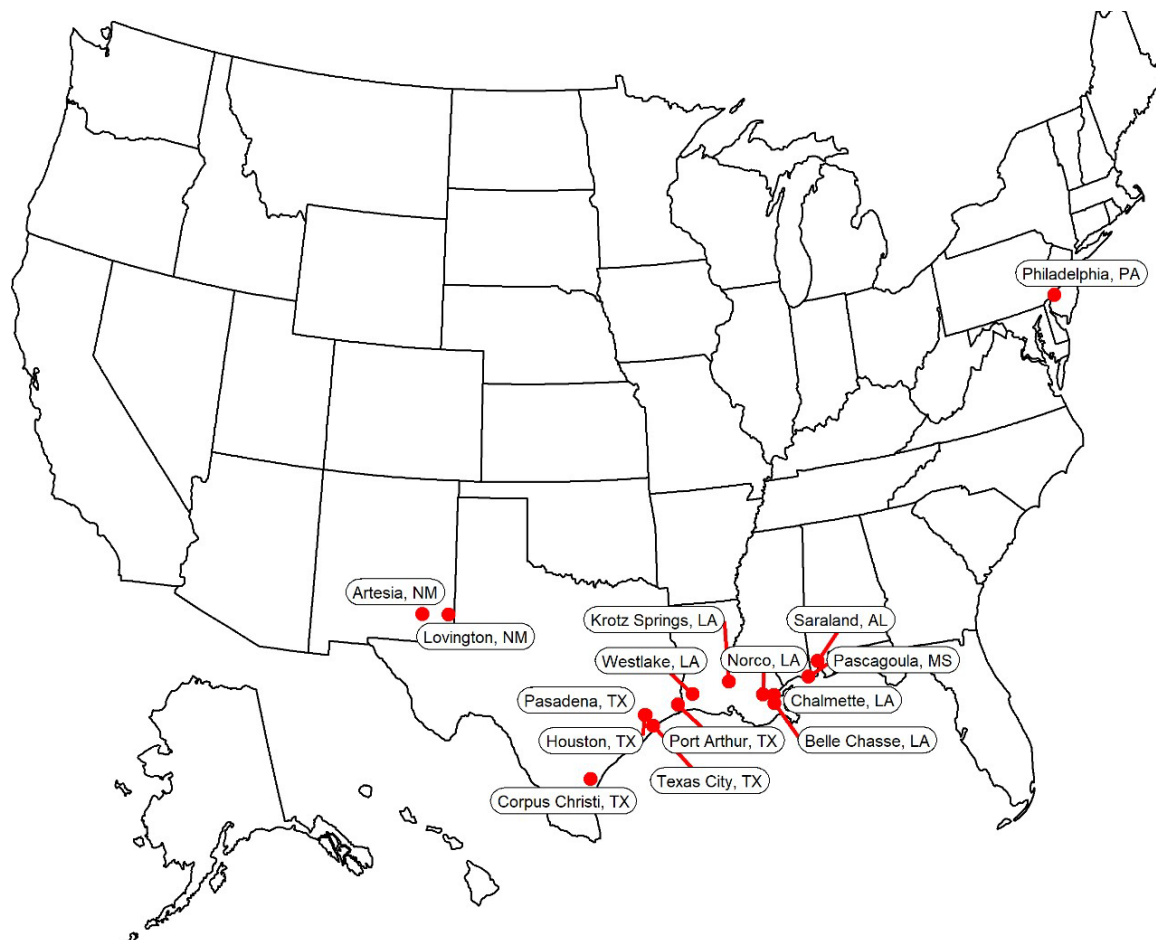 Philadelphia, PA
Artesia, NM
Lovington, NM
Krotz Springs, LA
Saraland, AL
Westlake, LA
Norco, LA
Pascagoula, MS
Pasadena, TX
Chalmette, LA
Houston, TX
Port Arthur, TX
Belle Chasse, LA
Texas City, TX
Corpus Christi, TX